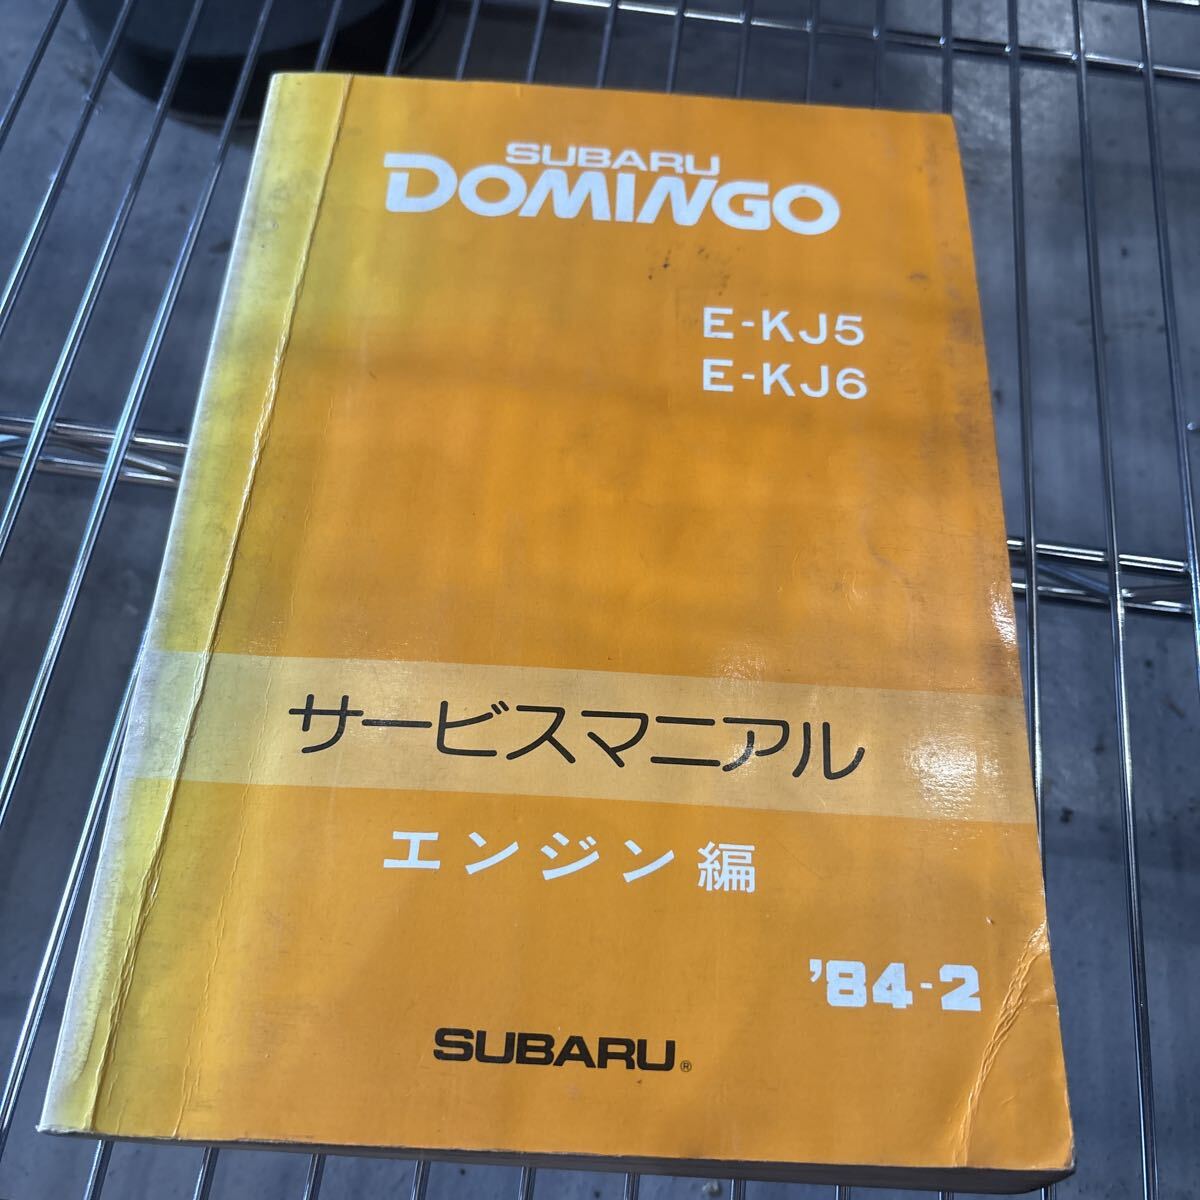 SUBARU
DOMINGO
E-KJ5
E-KJ6
サービスマニアル
エンジン編
'84-2
SUBARU®